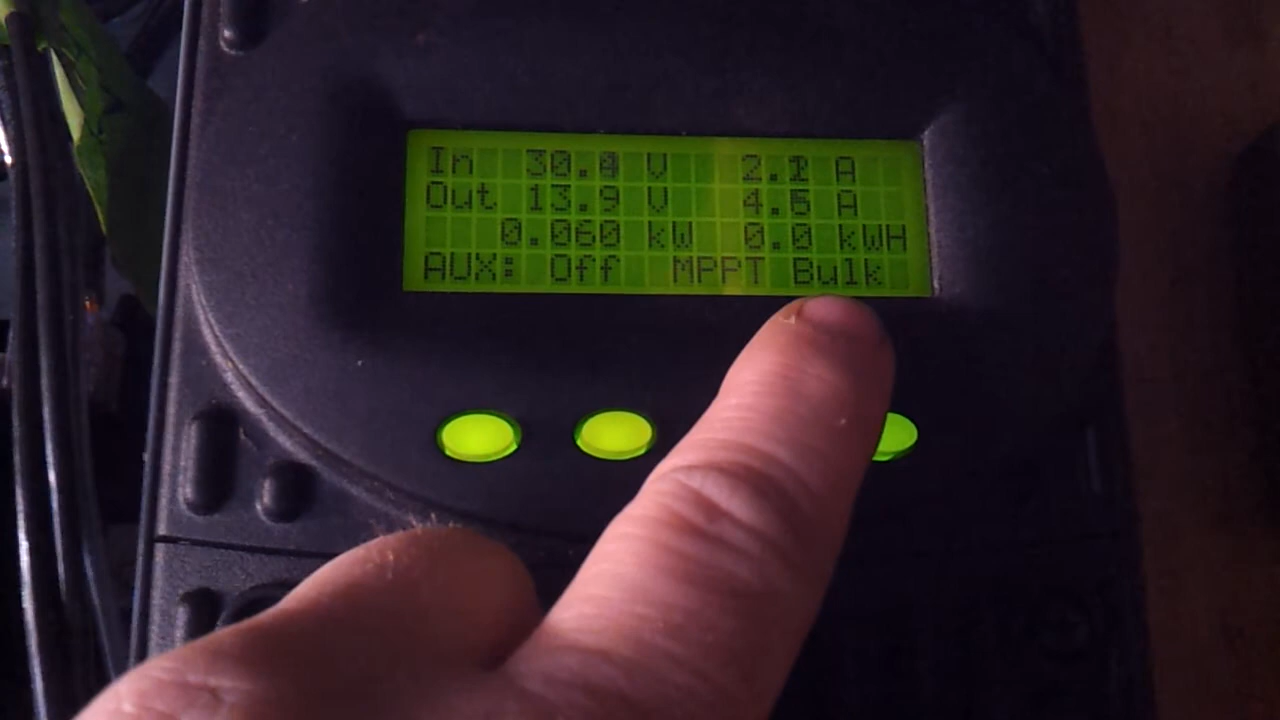 In 30.4 V 2.1 A
Out 13.9 V 4.5 A
0.060 kW 0.0 kWH
AUX: Off MPPT Bulk